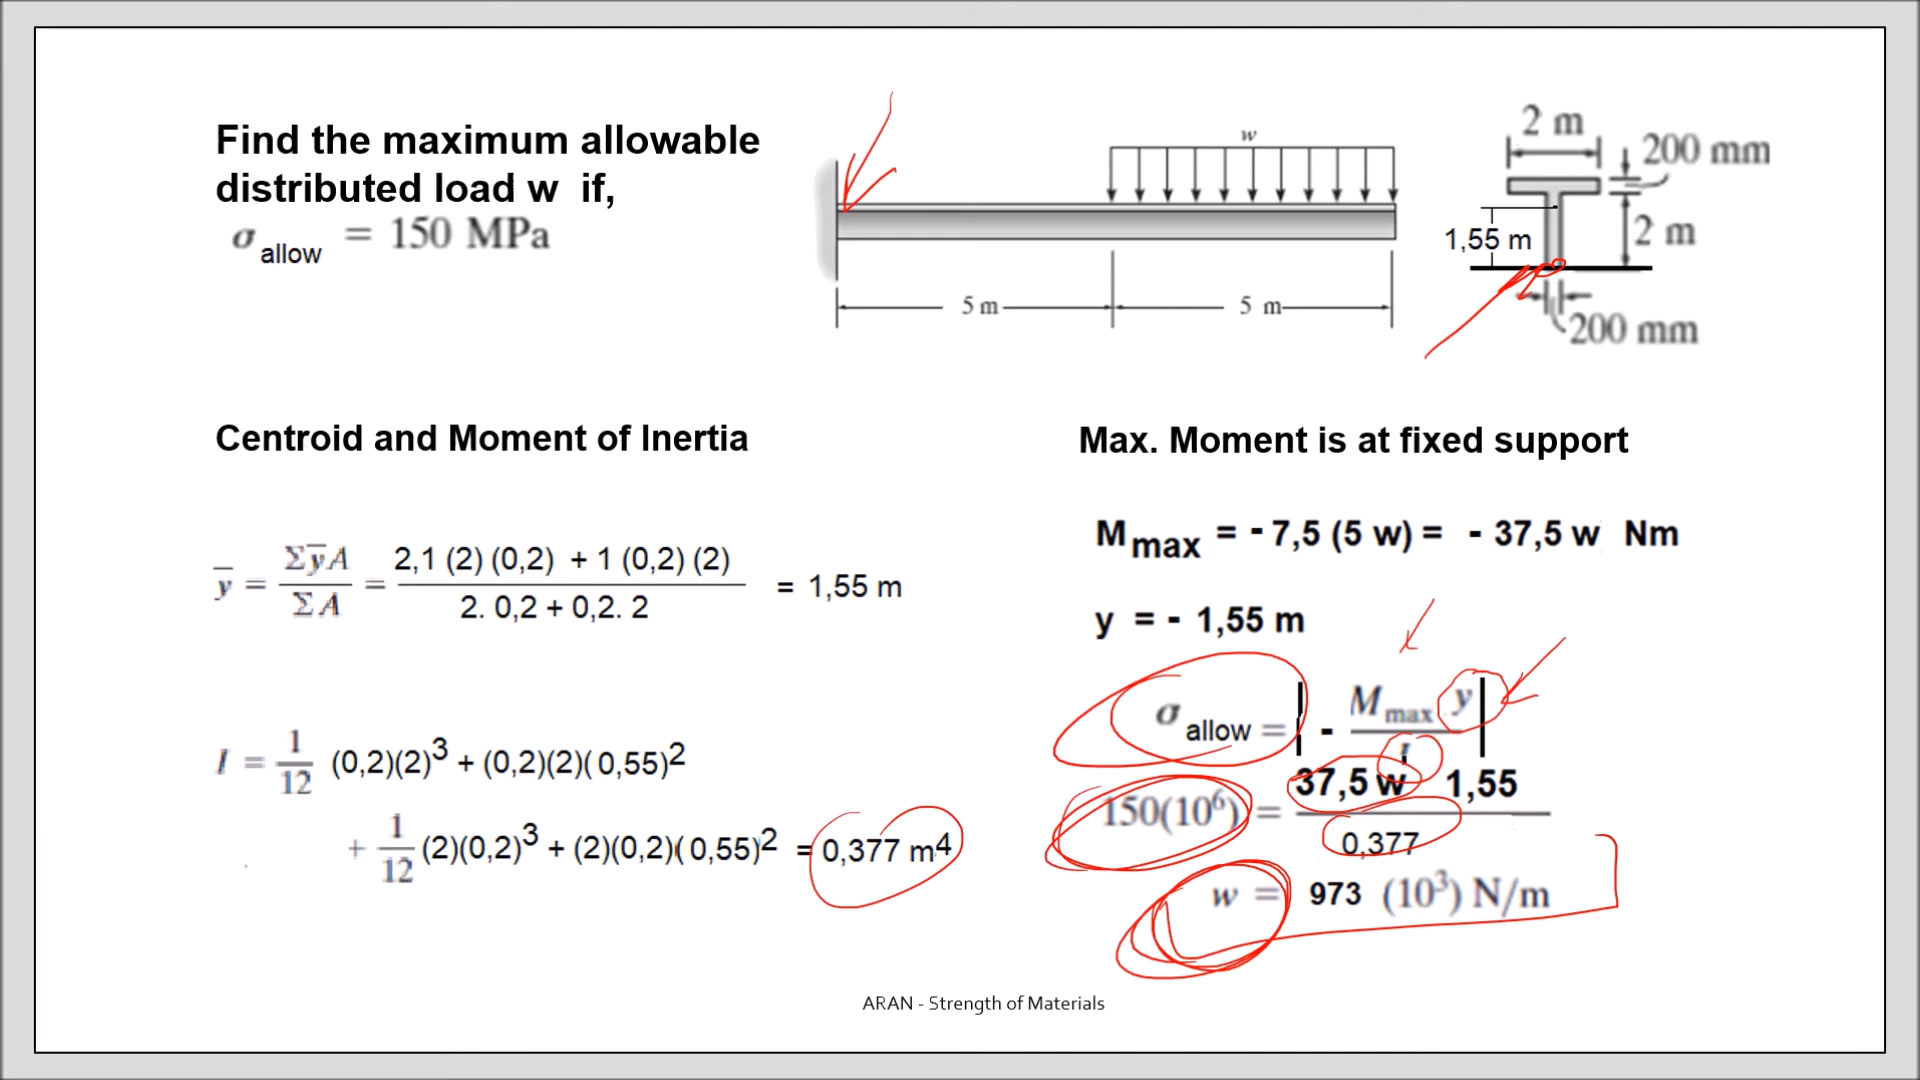 Find the maximum allowable
distributed load w if,
σ allow = 150 MPa
w
5 m
5 m
2 m
200 mm
1,55 m
2 m
200 mm
Centroid and Moment of Inertia
y̅ = Σy̅A / ΣA = 2,1 (2) (0,2) + 1 (0,2) (2) / 2. 0,2 + 0,2. 2 = 1,55 m
I = 1/12 (0,2)(2)³ + (0,2)(2)(0,55)²
+ 1/12 (2)(0,2)³ + (2)(0,2)(0,55)² = 0,377 m⁴
Max. Moment is at fixed support
M max = - 7,5 (5 w) = - 37,5 w Nm
y = - 1,55 m
σ allow = | - M max y / I |
150(10⁶) = 37,5 w 1,55 / 0,377
w = 973 (10³) N/m
ARAN - Strength of Materials